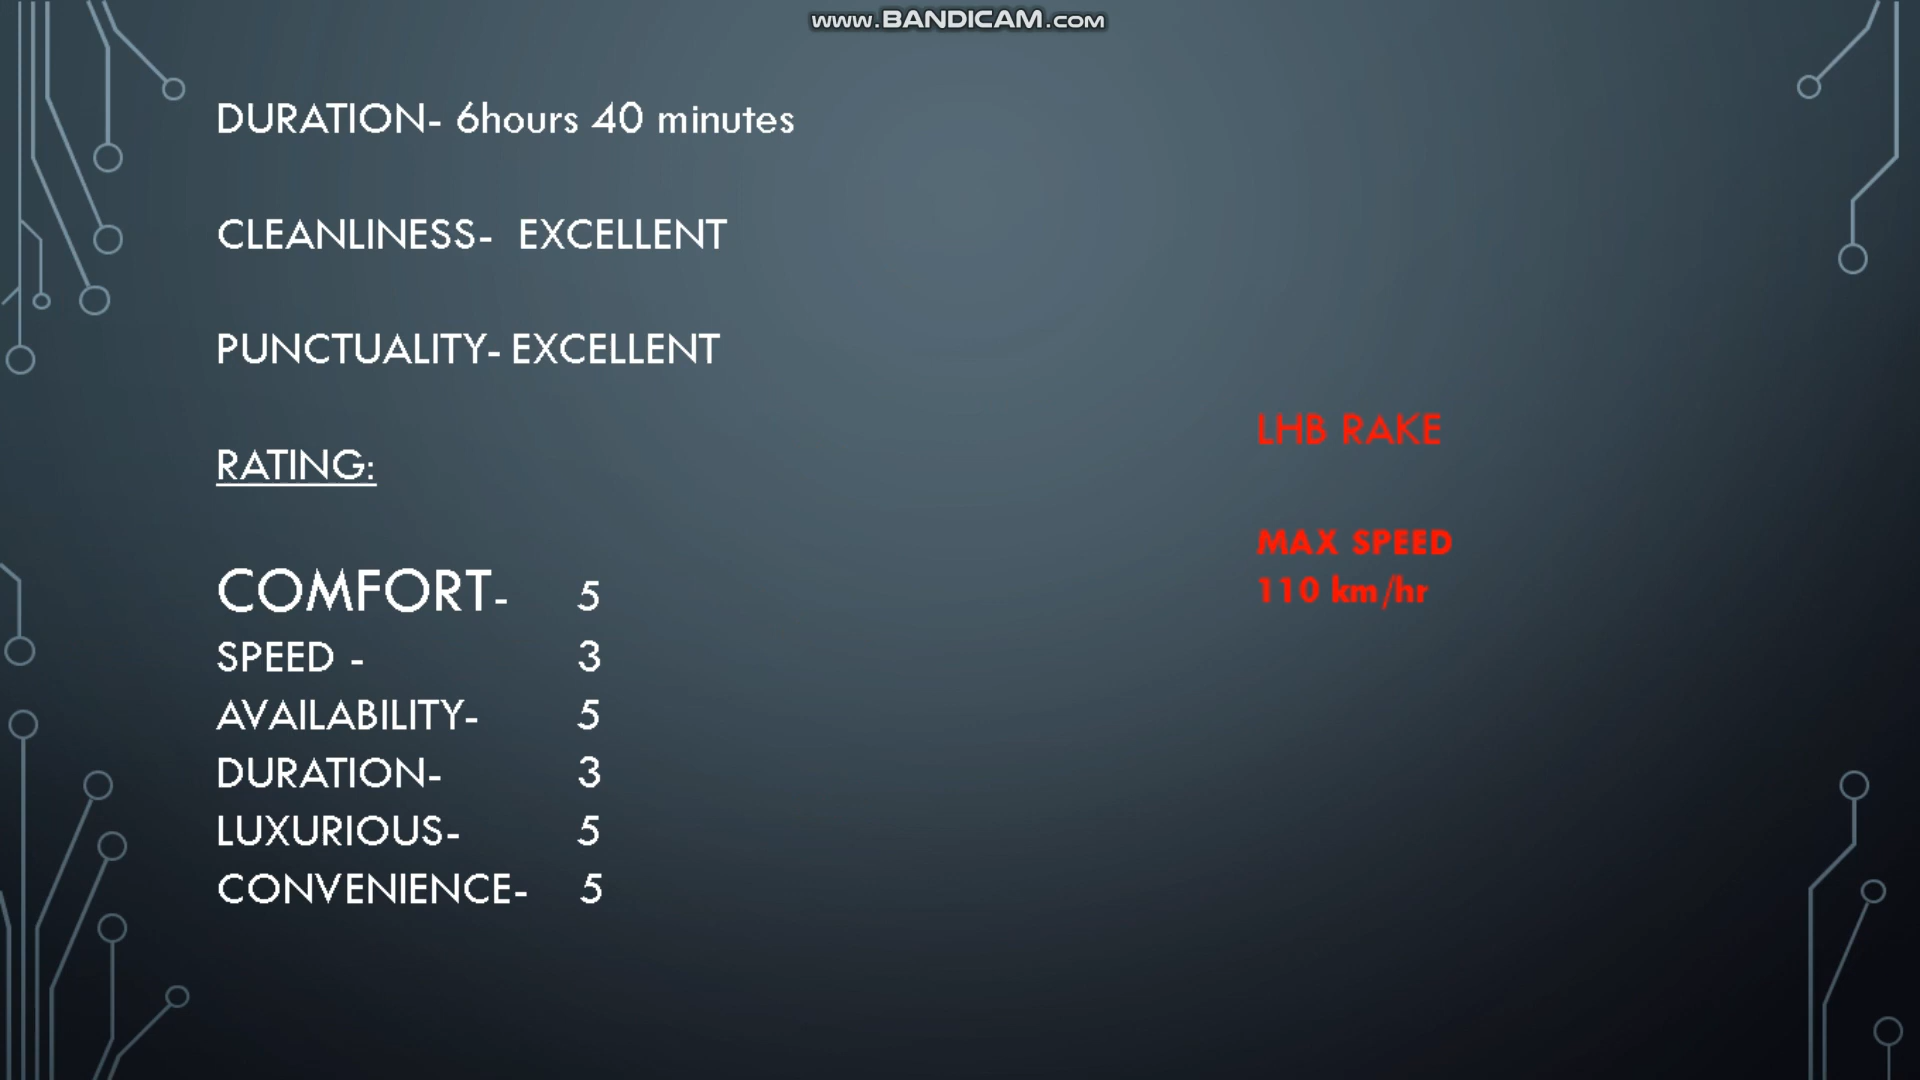 www.BANDICAM.com
DURATION- 6hours 40 minutes
CLEANLINESS- EXCELLENT
PUNCTUALITY- EXCELLENT
RATING:
COMFORT- 5
SPEED - 3
AVAILABILITY- 5
DURATION- 3
LUXURIOUS- 5
CONVENIENCE- 5
LHB RAKE
MAX SPEED
110 km/hr